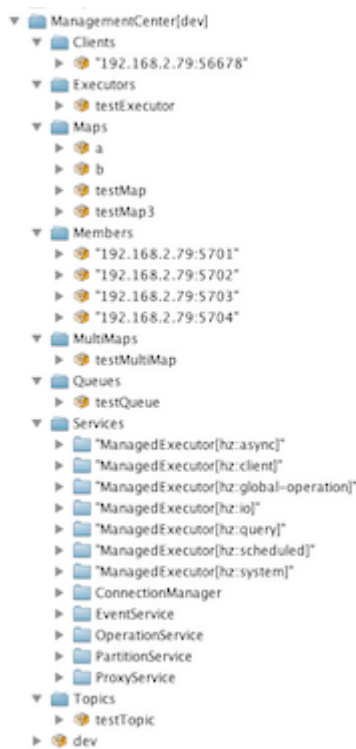 ManagementCenter[dev]
Clients
"192.168.2.79:56678"
Executors
testExecutor
Maps
a
b
testMap
testMap3
Members
"192.168.2.79:5701"
"192.168.2.79:5702"
"192.168.2.79:5703"
"192.168.2.79:5704"
MultiMaps
testMultiMap
Queues
testQueue
Services
"ManagedExecutor[hz:async]"
"ManagedExecutor[hz:client]"
"ManagedExecutor[hz:global-operation]"
"ManagedExecutor[hz:io]"
"ManagedExecutor[hz:query]"
"ManagedExecutor[hz:scheduled]"
"ManagedExecutor[hz:system]"
ConnectionManager
EventService
OperationService
PartitionService
ProxyService
Topics
testTopic
dev